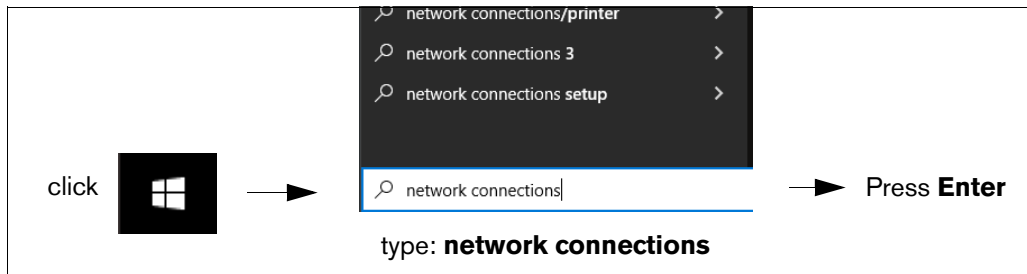 network connections/printer
network connections 3
network connections setup
click
network connections
Press Enter
type: network connections